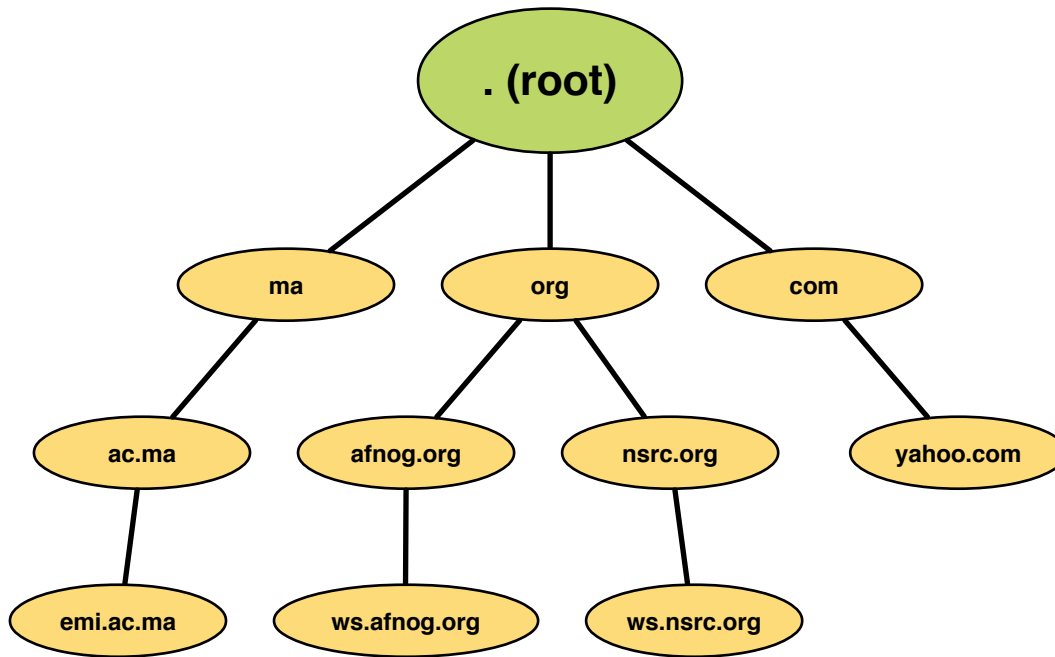 . (root)
ma
org
com
ac.ma
afnog.org
nsrc.org
yahoo.com
emi.ac.ma
ws.afnog.org
ws.nsrc.org